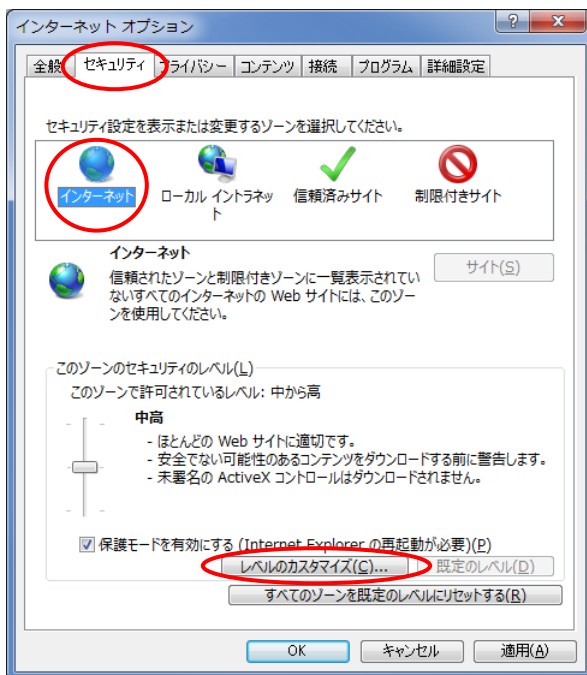 インターネット オプション
全般 セキュリティ プライバシー コンテンツ 接続 プログラム 詳細設定
セキュリティ設定を表示または変更するゾーンを選択してください。
インターネット ローカル イントラネッ 信頼済みサイト 制限付きサイト
ト
インターネット
サイト(S)
信頼されたゾーンと制限付きゾーンに一覧表示されてい
ないすべてのインターネットの Web サイトには、このゾー
ンを使用してください。
このゾーンのセキュリティのレベル(L)
このゾーンで許可されているレベル: 中から高
中高
- ほとんどの Web サイトに適切です。
- 安全でない可能性のあるコンテンツをダウンロードする前に警告します。
- 未署名の ActiveX コントロールはダウンロードされません。
保護モードを有効にする (Internet Explorer の再起動が必要)(P)
レベルのカスタマイズ(C)... 既定のレベル(D)
すべてのゾーンを既定のレベルにリセットする(R)
OK キャンセル 適用(A)